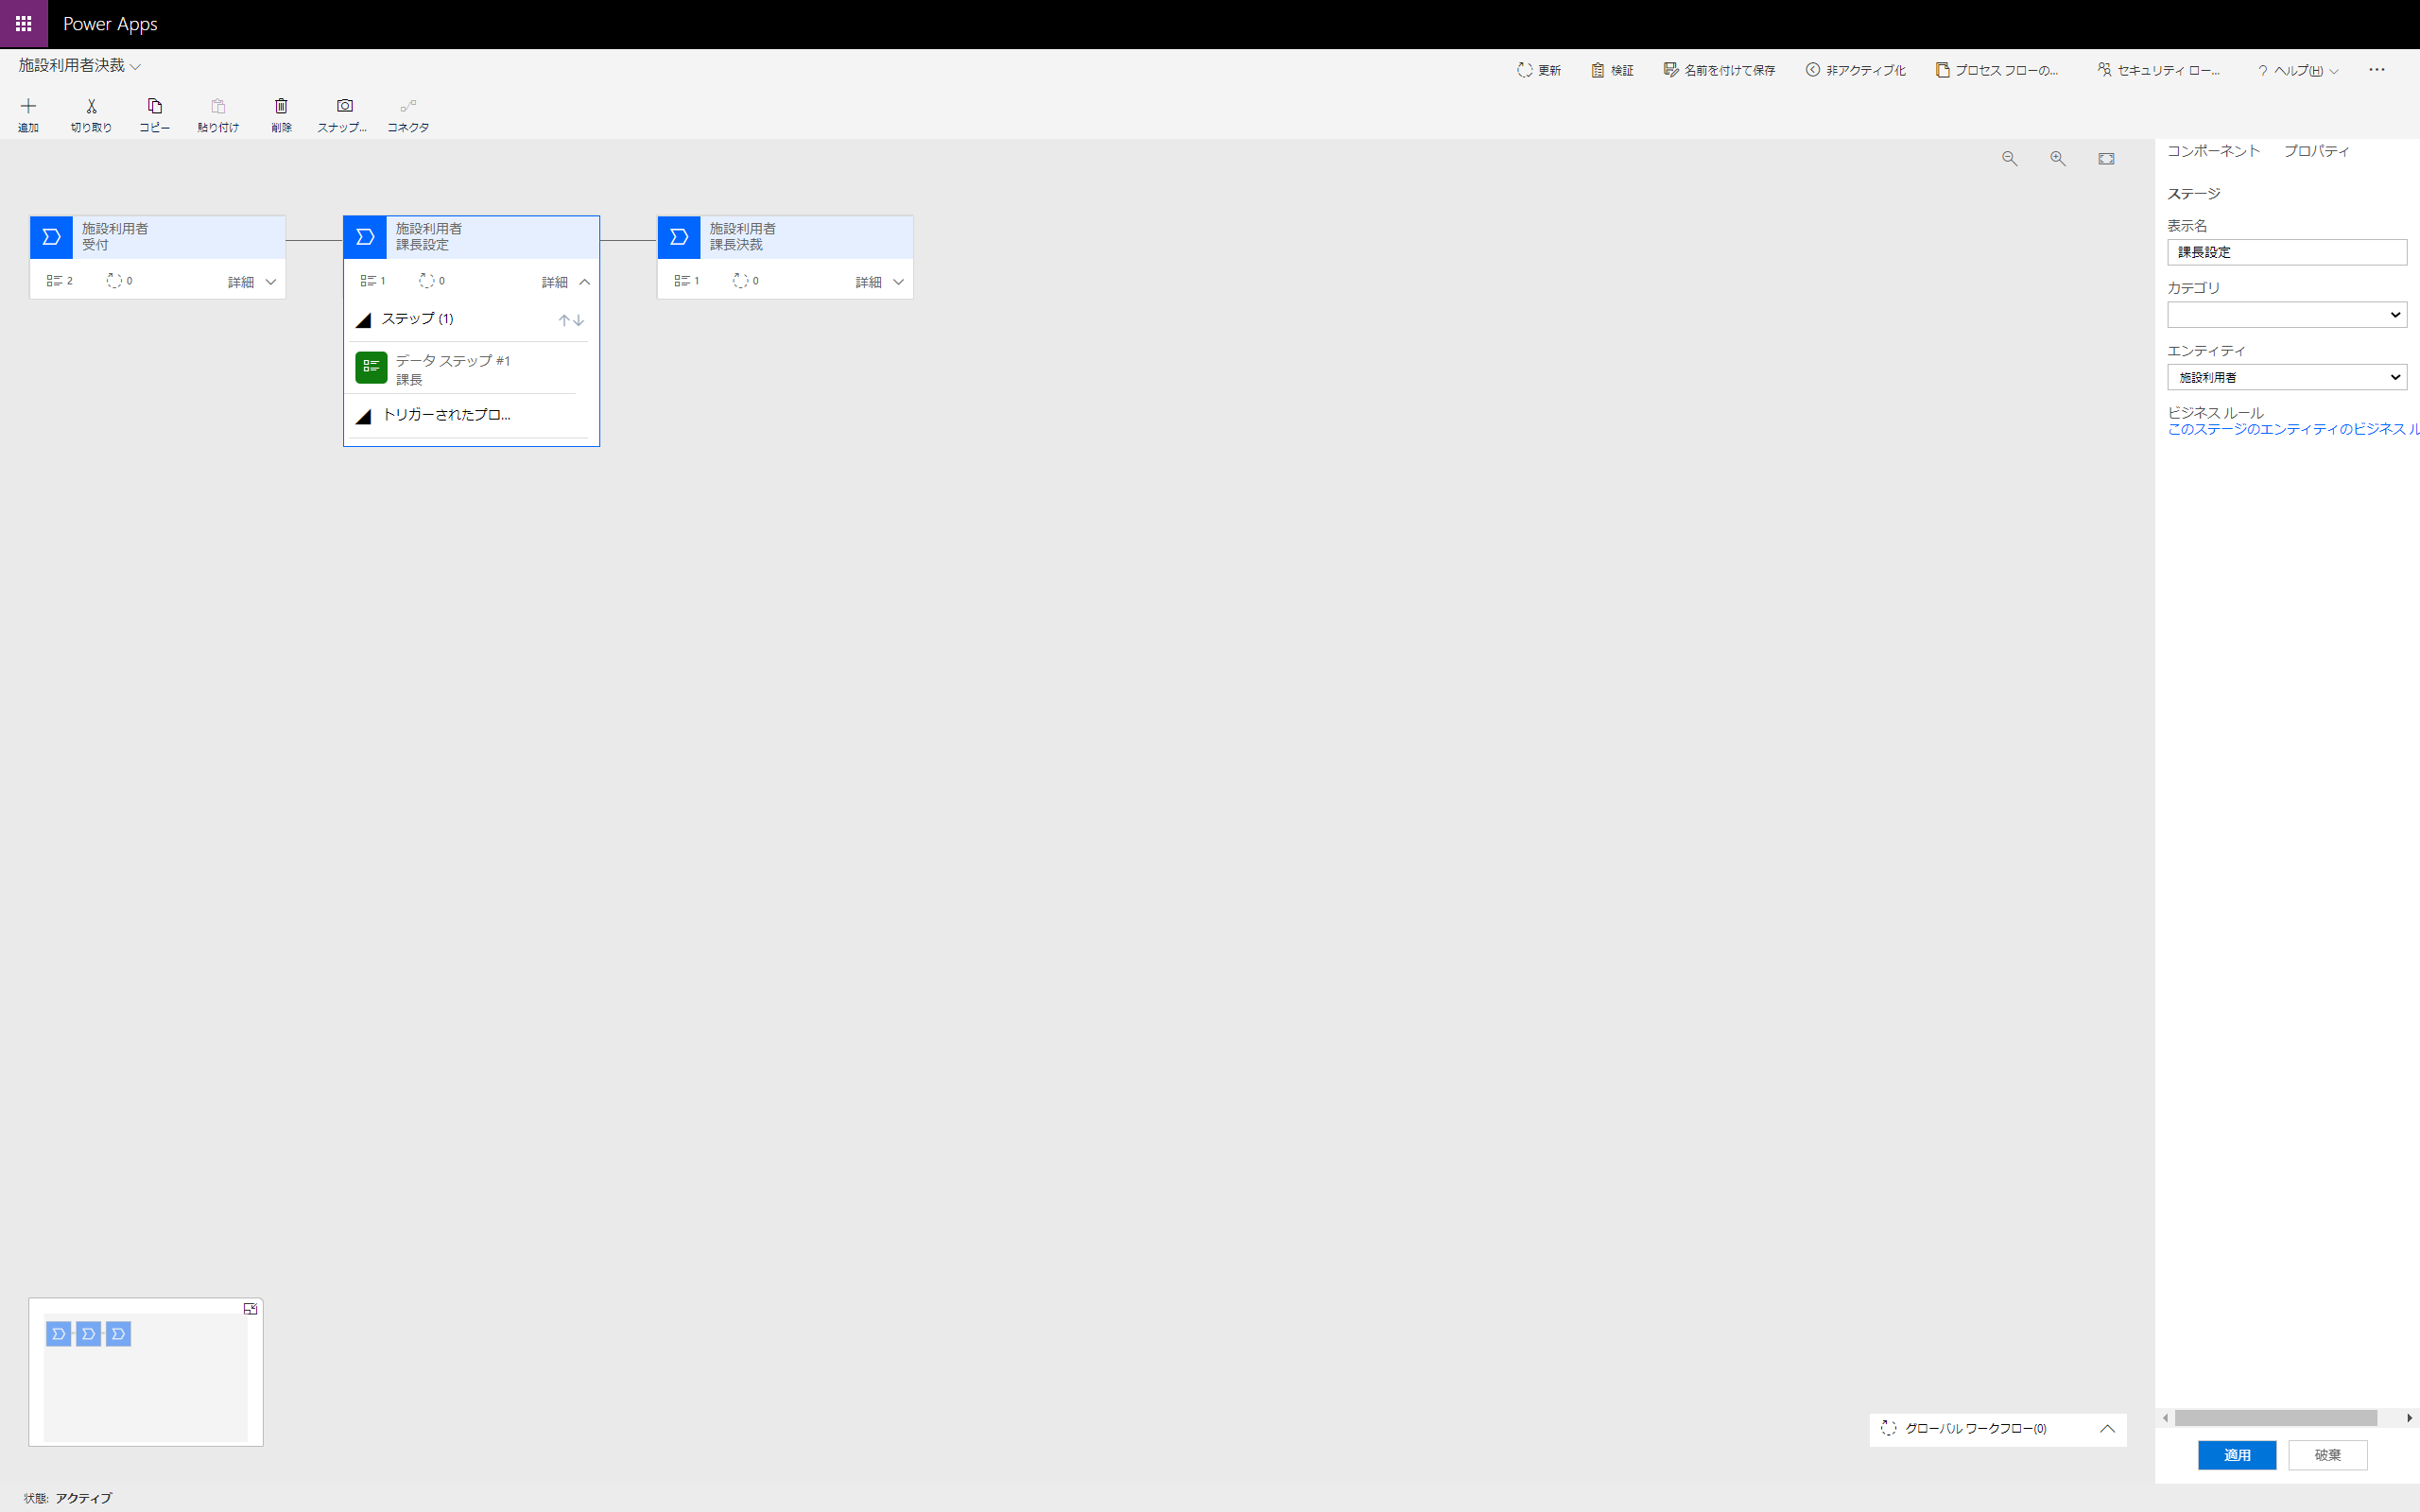 Power Apps
施設利用者決裁
更新
検証
名前を付けて保存
非アクティブ化
プロセス フローの...
セキュリティ ロー...
? ヘルプ(H)
...
追加
切り取り
コピー
貼り付け
削除
スナップ...
コネクタ
コンポーネント
プロパティ
ステージ
表示名
課長設定
カテゴリ
エンティティ
施設利用者
ビジネス ルール
このステージのエンティティのビジネス ル
施設利用者
受付
2
0
詳細
施設利用者
課長設定
1
0
詳細
ステップ (1)
データ ステップ #1
課長
トリガーされたプロ...
施設利用者
課長決裁
1
0
詳細
グローバル ワークフロー(0)
適用
破棄
状態: アクティブ